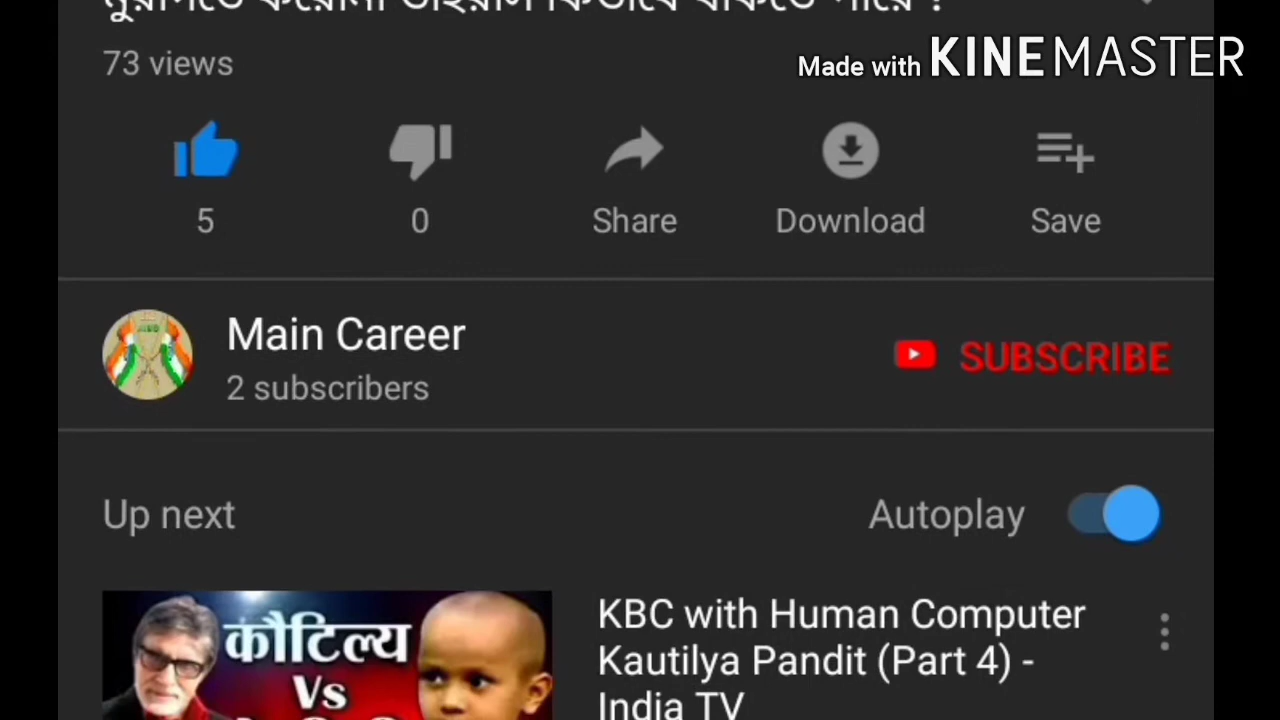 73 views
Made with KINEMASTER
5
0
Share
Download
Save
Main Career
2 subscribers
SUBSCRIBE
Up next
Autoplay
कौटिल्य
Vs
KBC with Human Computer
Kautilya Pandit (Part 4) -
India TV